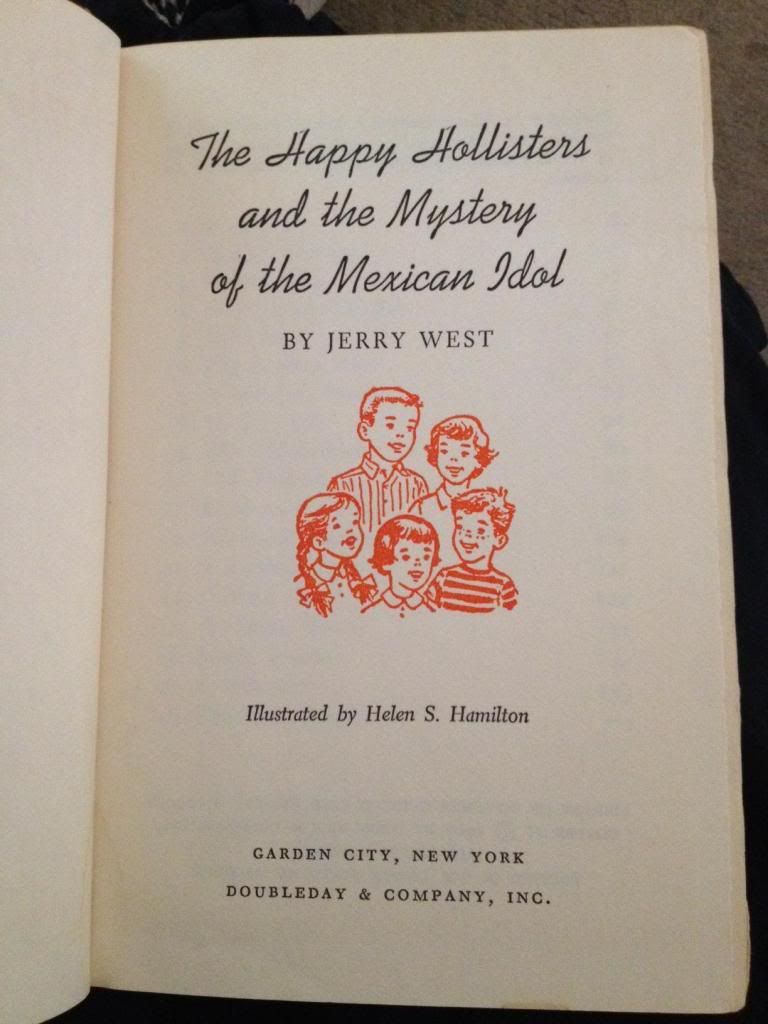 The Happy Hollisters
and the Mystery
of the Mexican Idol
BY JERRY WEST
Illustrated by Helen S. Hamilton
GARDEN CITY, NEW YORK
DOUBLEDAY & COMPANY, INC.